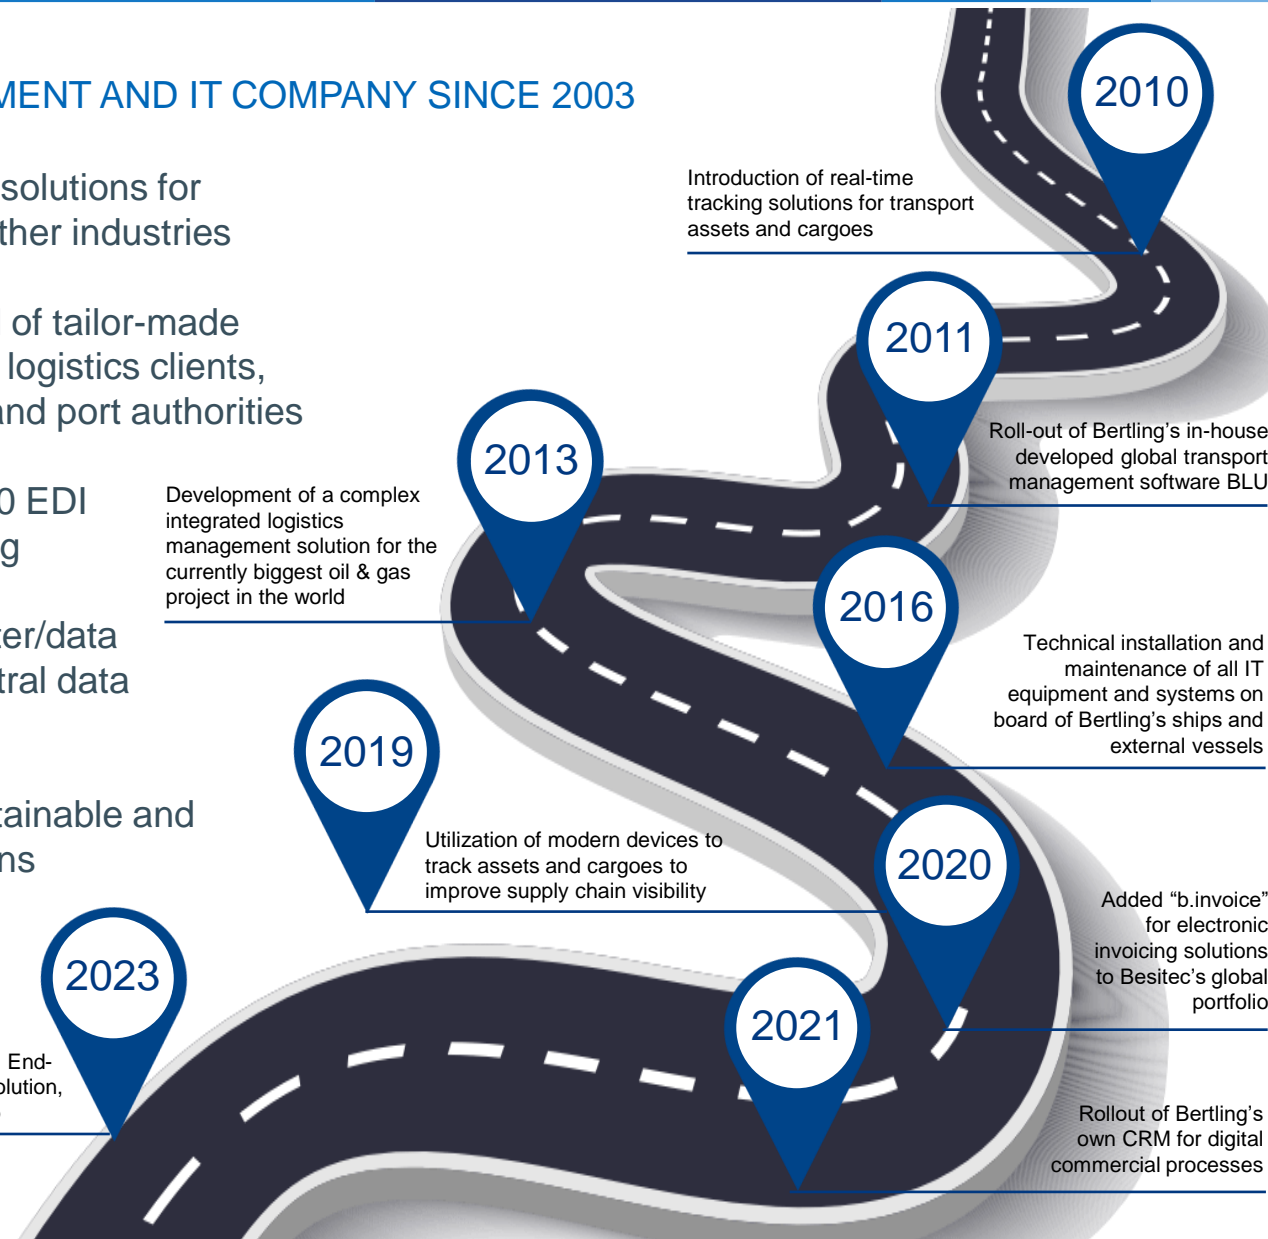 MENT AND IT COMPANY SINCE 2003
solutions for
ther industries
of tailor-made
logistics clients,
and port authorities
0 EDI
g
ter/data
tral data
tainable and
ns
2010
Introduction of real-time
tracking solutions for transport
assets and cargoes
2011
Roll-out of Bertling’s in-house
developed global transport
management software BLU
2013
Development of a complex
integrated logistics
management solution for the
currently biggest oil & gas
project in the world
2016
Technical installation and
maintenance of all IT
equipment and systems on
board of Bertling’s ships and
external vessels
2019
Utilization of modern devices to
track assets and cargoes to
improve supply chain visibility
2020
Added “b.invoice”
for electronic
invoicing solutions
to Besitec’s global
portfolio
2021
Rollout of Bertling’s
own CRM for digital
commercial processes
2023
End-
olution,